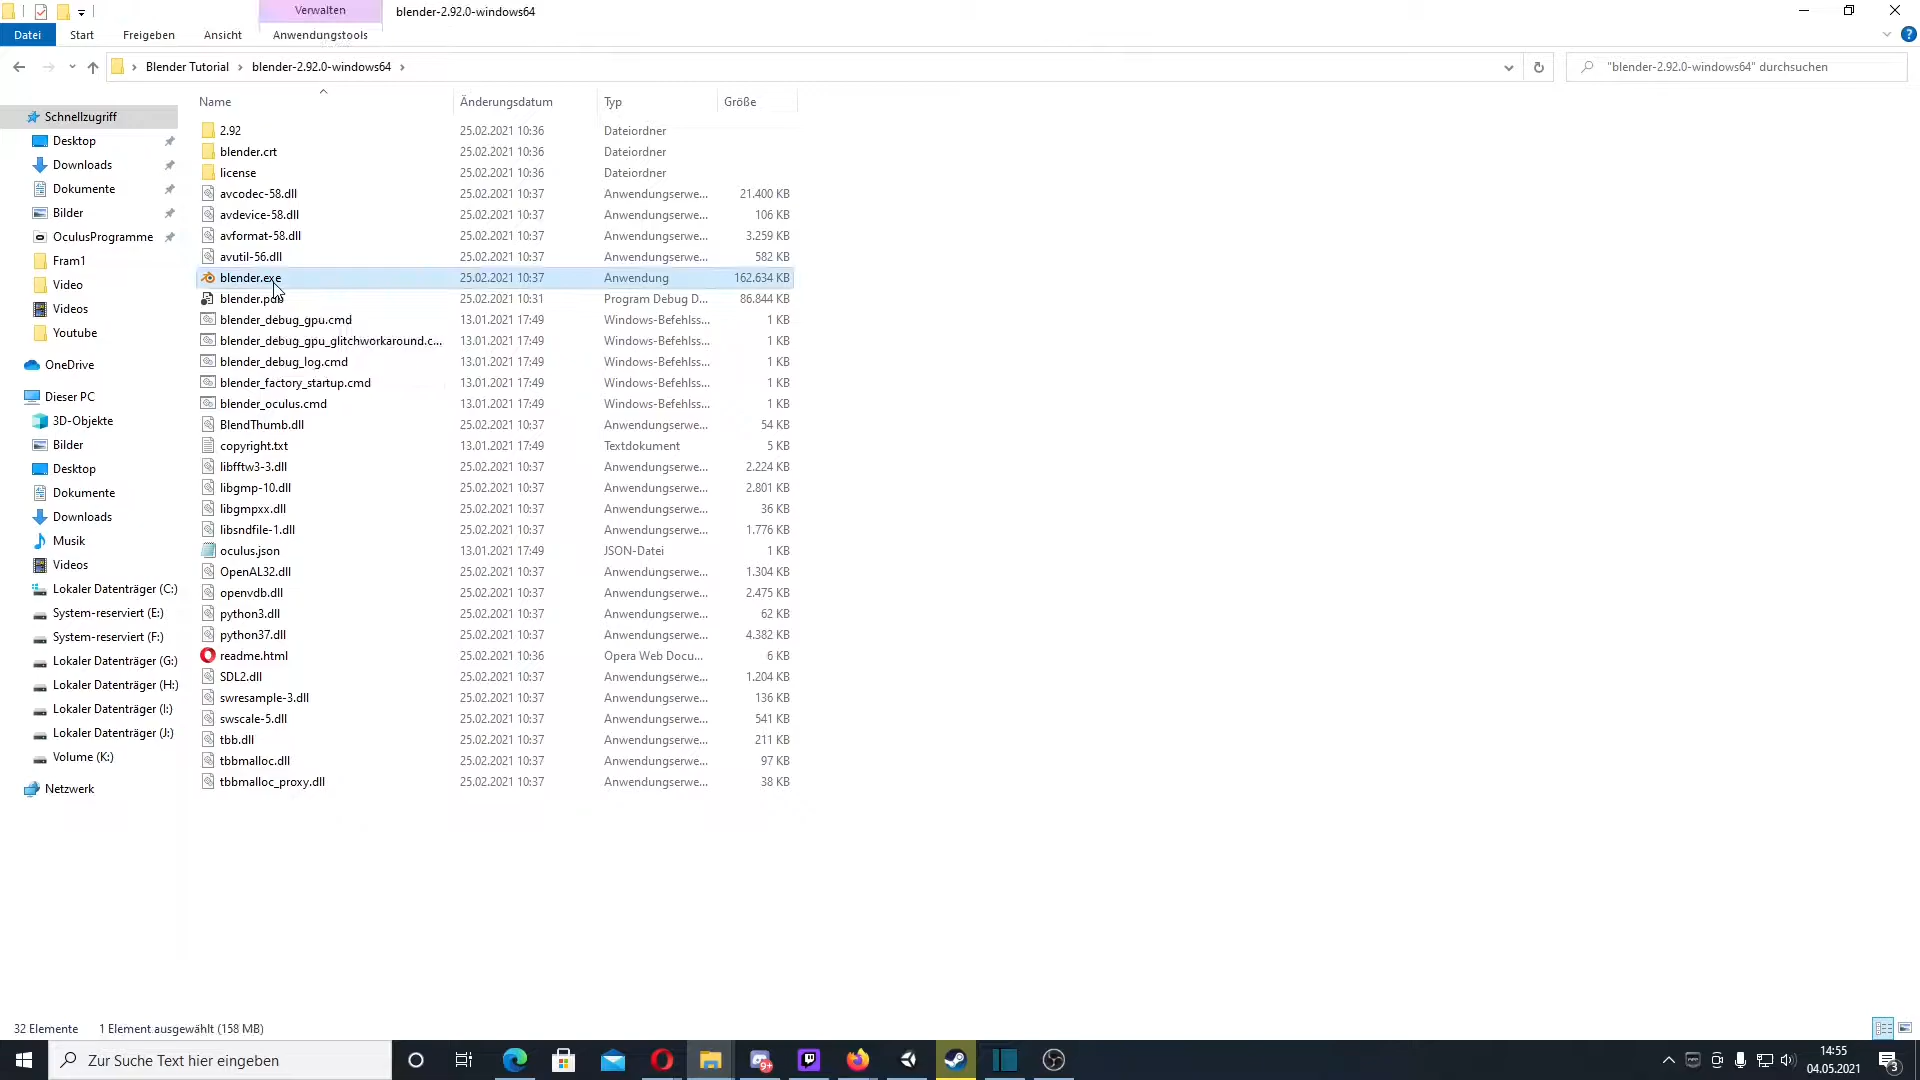 Verwalten
blender-2.92.0-windows64
Datei
Start
Freigeben
Ansicht
Anwendungstools
Blender Tutorial
blender-2.92.0-windows64
"blender-2.92.0-windows64" durchsuchen
Name
Änderungsdatum
Typ
Größe
2.92 25.02.2021 10:36 Dateiordner
blender.crt 25.02.2021 10:36 Dateiordner
license 25.02.2021 10:36 Dateiordner
avcodec-58.dll 25.02.2021 10:37 Anwendungserwe... 21.400 KB
avdevice-58.dll 25.02.2021 10:37 Anwendungserwe... 106 KB
avformat-58.dll 25.02.2021 10:37 Anwendungserwe... 3.259 KB
avutil-56.dll 25.02.2021 10:37 Anwendungserwe... 582 KB
blender.exe 25.02.2021 10:37 Anwendung 162.634 KB
blender.pdb 25.02.2021 10:31 Program Debug D... 86.844 KB
blender_debug_gpu.cmd 13.01.2021 17:49 Windows-Befehlss... 1 KB
blender_debug_gpu_glitchworkaround.c... 13.01.2021 17:49 Windows-Befehlss... 1 KB
blender_debug_log.cmd 13.01.2021 17:49 Windows-Befehlss... 1 KB
blender_factory_startup.cmd 13.01.2021 17:49 Windows-Befehlss... 1 KB
blender_oculus.cmd 13.01.2021 17:49 Windows-Befehlss... 1 KB
BlendThumb.dll 25.02.2021 10:37 Anwendungserwe... 54 KB
copyright.txt 13.01.2021 17:49 Textdokument 5 KB
libfftw3-3.dll 25.02.2021 10:37 Anwendungserwe... 2.224 KB
libgmp-10.dll 25.02.2021 10:37 Anwendungserwe... 2.801 KB
libgmpxx.dll 25.02.2021 10:37 Anwendungserwe... 36 KB
libsndfile-1.dll 25.02.2021 10:37 Anwendungserwe... 1.776 KB
oculus.json 13.01.2021 17:49 JSON-Datei 1 KB
OpenAL32.dll 25.02.2021 10:37 Anwendungserwe... 1.304 KB
openvdb.dll 25.02.2021 10:37 Anwendungserwe... 2.475 KB
python3.dll 25.02.2021 10:37 Anwendungserwe... 62 KB
python37.dll 25.02.2021 10:37 Anwendungserwe... 4.382 KB
readme.html 25.02.2021 10:36 Opera Web Docu... 6 KB
SDL2.dll 25.02.2021 10:37 Anwendungserwe... 1.204 KB
swresample-3.dll 25.02.2021 10:37 Anwendungserwe... 136 KB
swscale-5.dll 25.02.2021 10:37 Anwendungserwe... 541 KB
tbb.dll 25.02.2021 10:37 Anwendungserwe... 211 KB
tbbmalloc.dll 25.02.2021 10:37 Anwendungserwe... 97 KB
tbbmalloc_proxy.dll 25.02.2021 10:37 Anwendungserwe... 38 KB
Schnellzugriff
Desktop
Downloads
Dokumente
Bilder
OculusProgramme
Fram1
Video
Videos
Youtube
OneDrive
Dieser PC
3D-Objekte
Bilder
Desktop
Dokumente
Downloads
Musik
Videos
Lokaler Datenträger (C:)
System-reserviert (E:)
System-reserviert (F:)
Lokaler Datenträger (G:)
Lokaler Datenträger (H:)
Lokaler Datenträger (I:)
Lokaler Datenträger (J:)
Volume (K:)
Netzwerk
32 Elemente
1 Element ausgewählt (158 MB)
Zur Suche Text hier eingeben
9+
14:55
04.05.2021
3